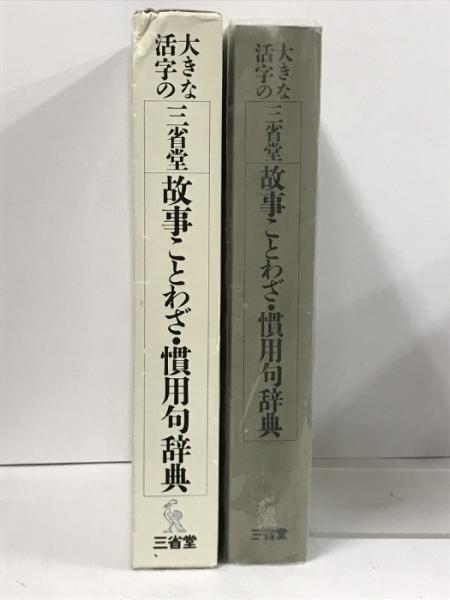 大きな
活字の
三省堂
故事ことわざ・慣用句辞典
三省堂
大きな
活字の
三省堂
故事ことわざ・慣用句辞典
三省堂